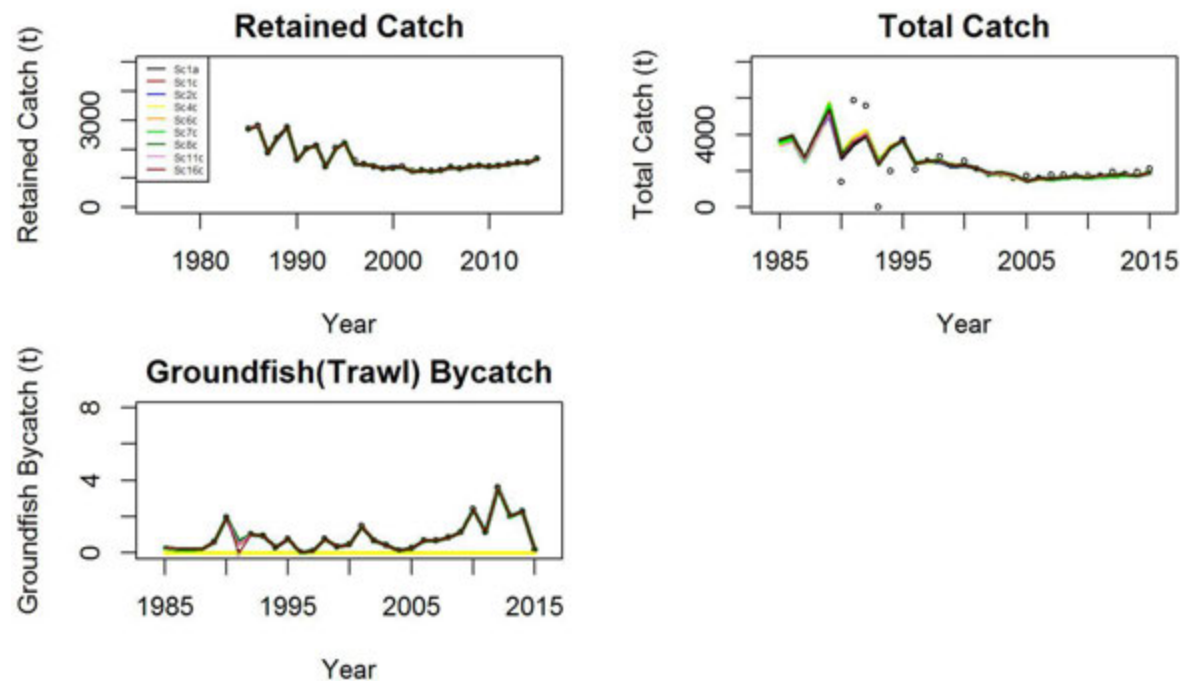 Retained Catch
Retained Catch (t)
3000
0
Sc1a
Sc1c
Sc2c
Sc4c
Sc6c
Sc7c
Sc8c
Sc11c
Sc16c
1980 1990 2000 2010
Year
Total Catch
Total Catch (t)
4000
0
1985 1995 2005 2015
Year
Groundfish(Trawl) Bycatch
Groundfish Bycatch (t)
8
4
0
1985 1995 2005 2015
Year